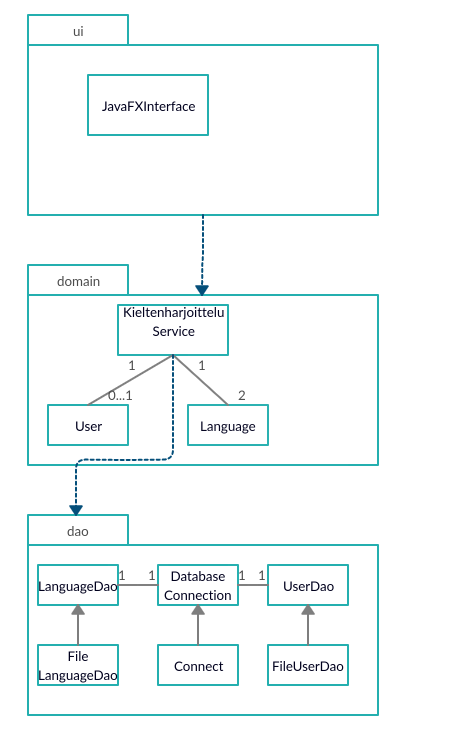 ui
JavaFXInterface
domain
Kieltenharjoittelu
Service
1
1
0...1
2
User
Language
dao
LanguageDao
1
1
Database
Connection
1
1
UserDao
File
LanguageDao
Connect
FileUserDao